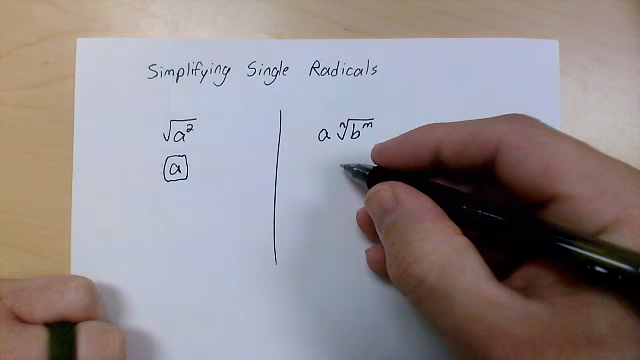 Simplifying Single Radicals
√a²
a
a ⁿ√bᵐ